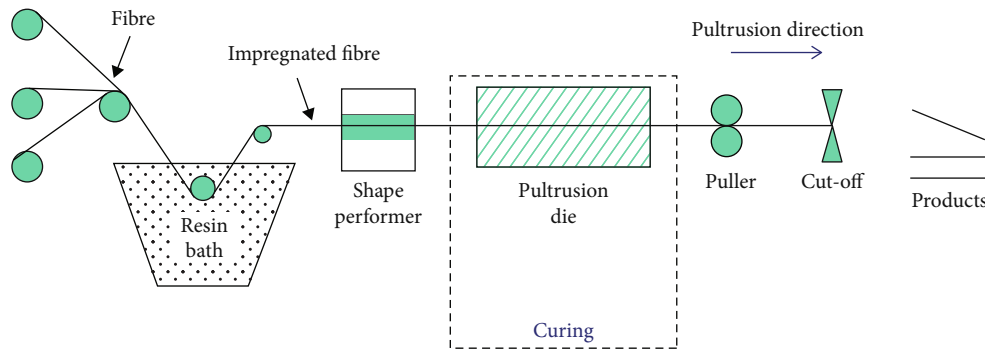 Fibre
Impregnated fibre
Pultrusion direction
Resin
bath
Shape
performer
Pultrusion
die
Puller
Cut-off
Products
Curing